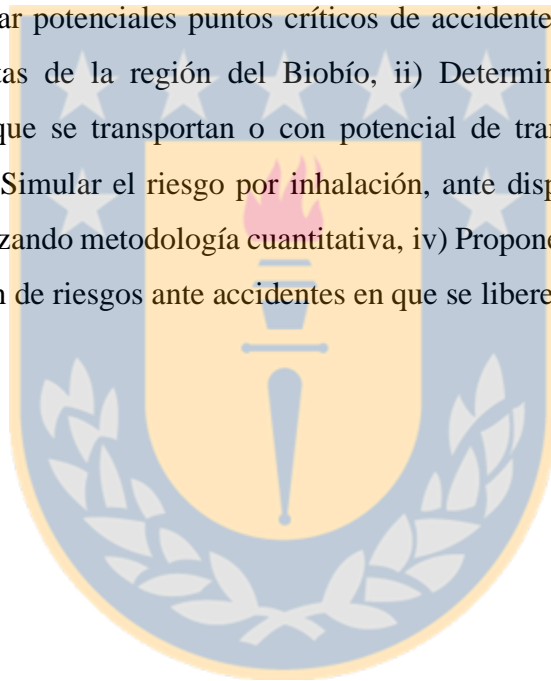 ar potenciales puntos críticos de accidente
tas de la región del Biobío, ii) Determin
que se transportan o con potencial de tran
Simular el riesgo por inhalación, ante disp
zando metodología cuantitativa, iv) Propone
n de riesgos ante accidentes en que se libere